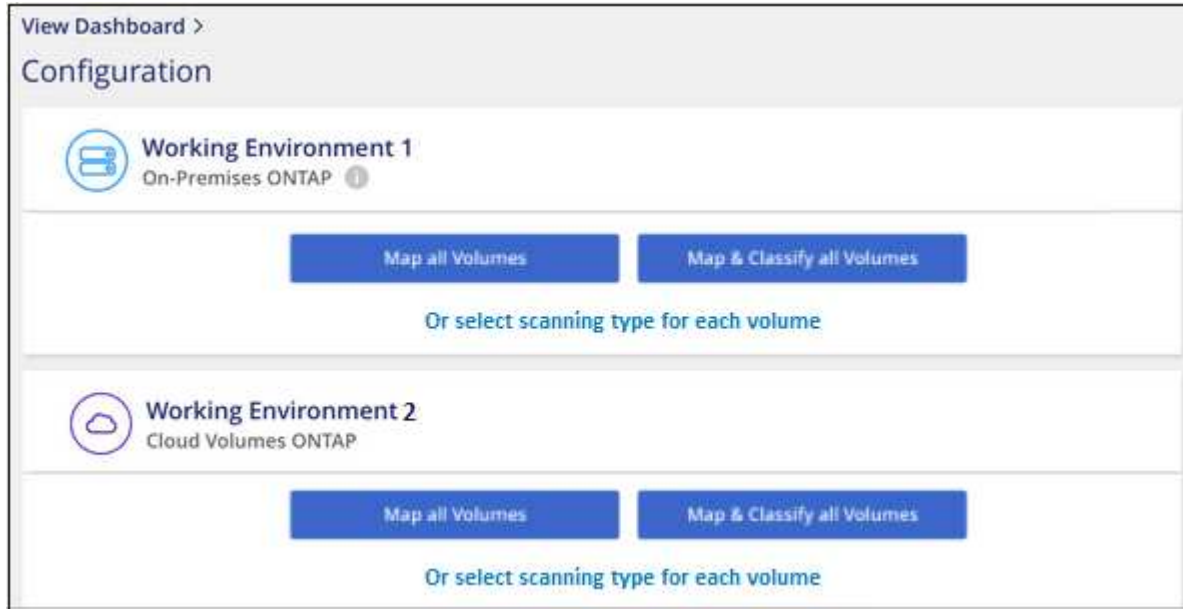 View Dashboard >
Configuration
Working Environment 1
On-Premises ONTAP i
Map all Volumes Map & Classify all Volumes
Or select scanning type for each volume
Working Environment 2
Cloud Volumes ONTAP
Map all Volumes Map & Classify all Volumes
Or select scanning type for each volume